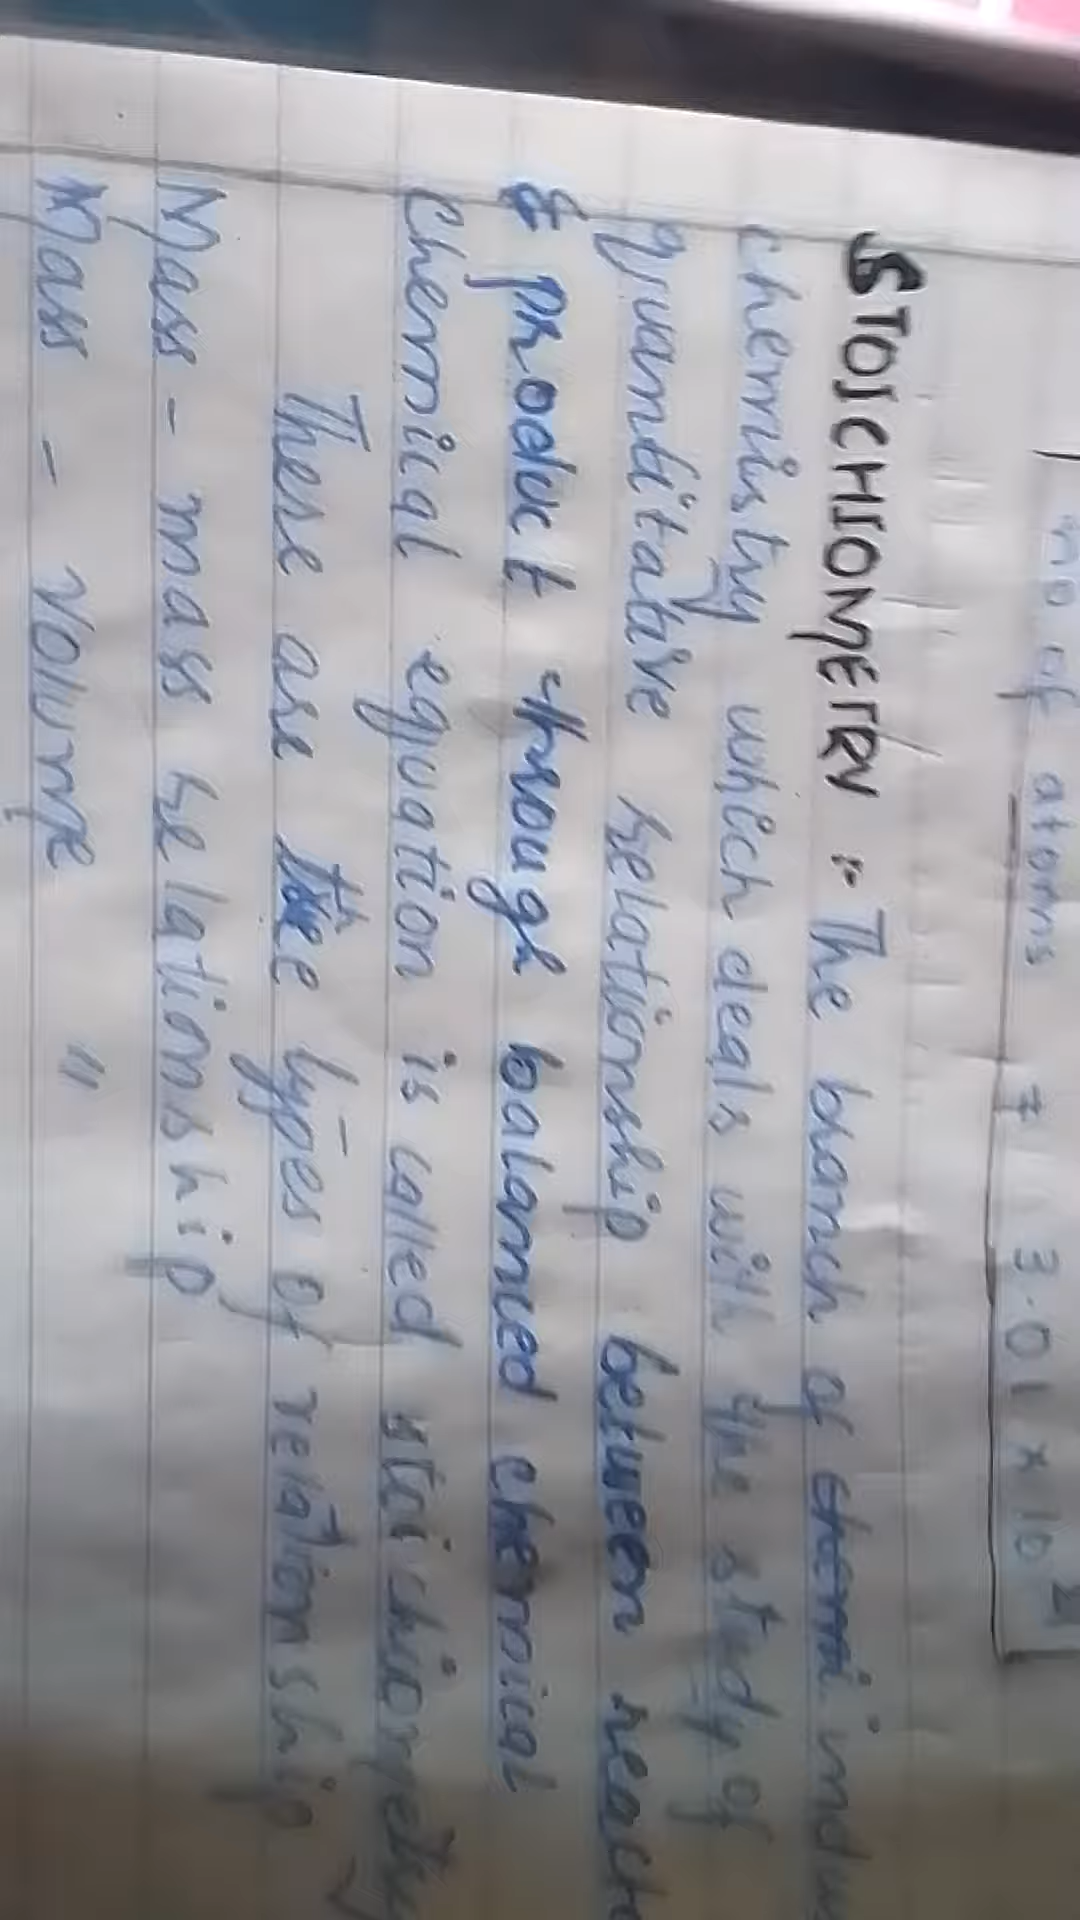 no of atoms 7 3.01 x 10
STOICHIOMETRY :- The branch of
chemistry which deals with the study of
quantitative relationship between
& product through balanced chemical
chemical equation is called stoichiometry
These are the types of relationship
Mass - mass relationship
Mass - Volume "